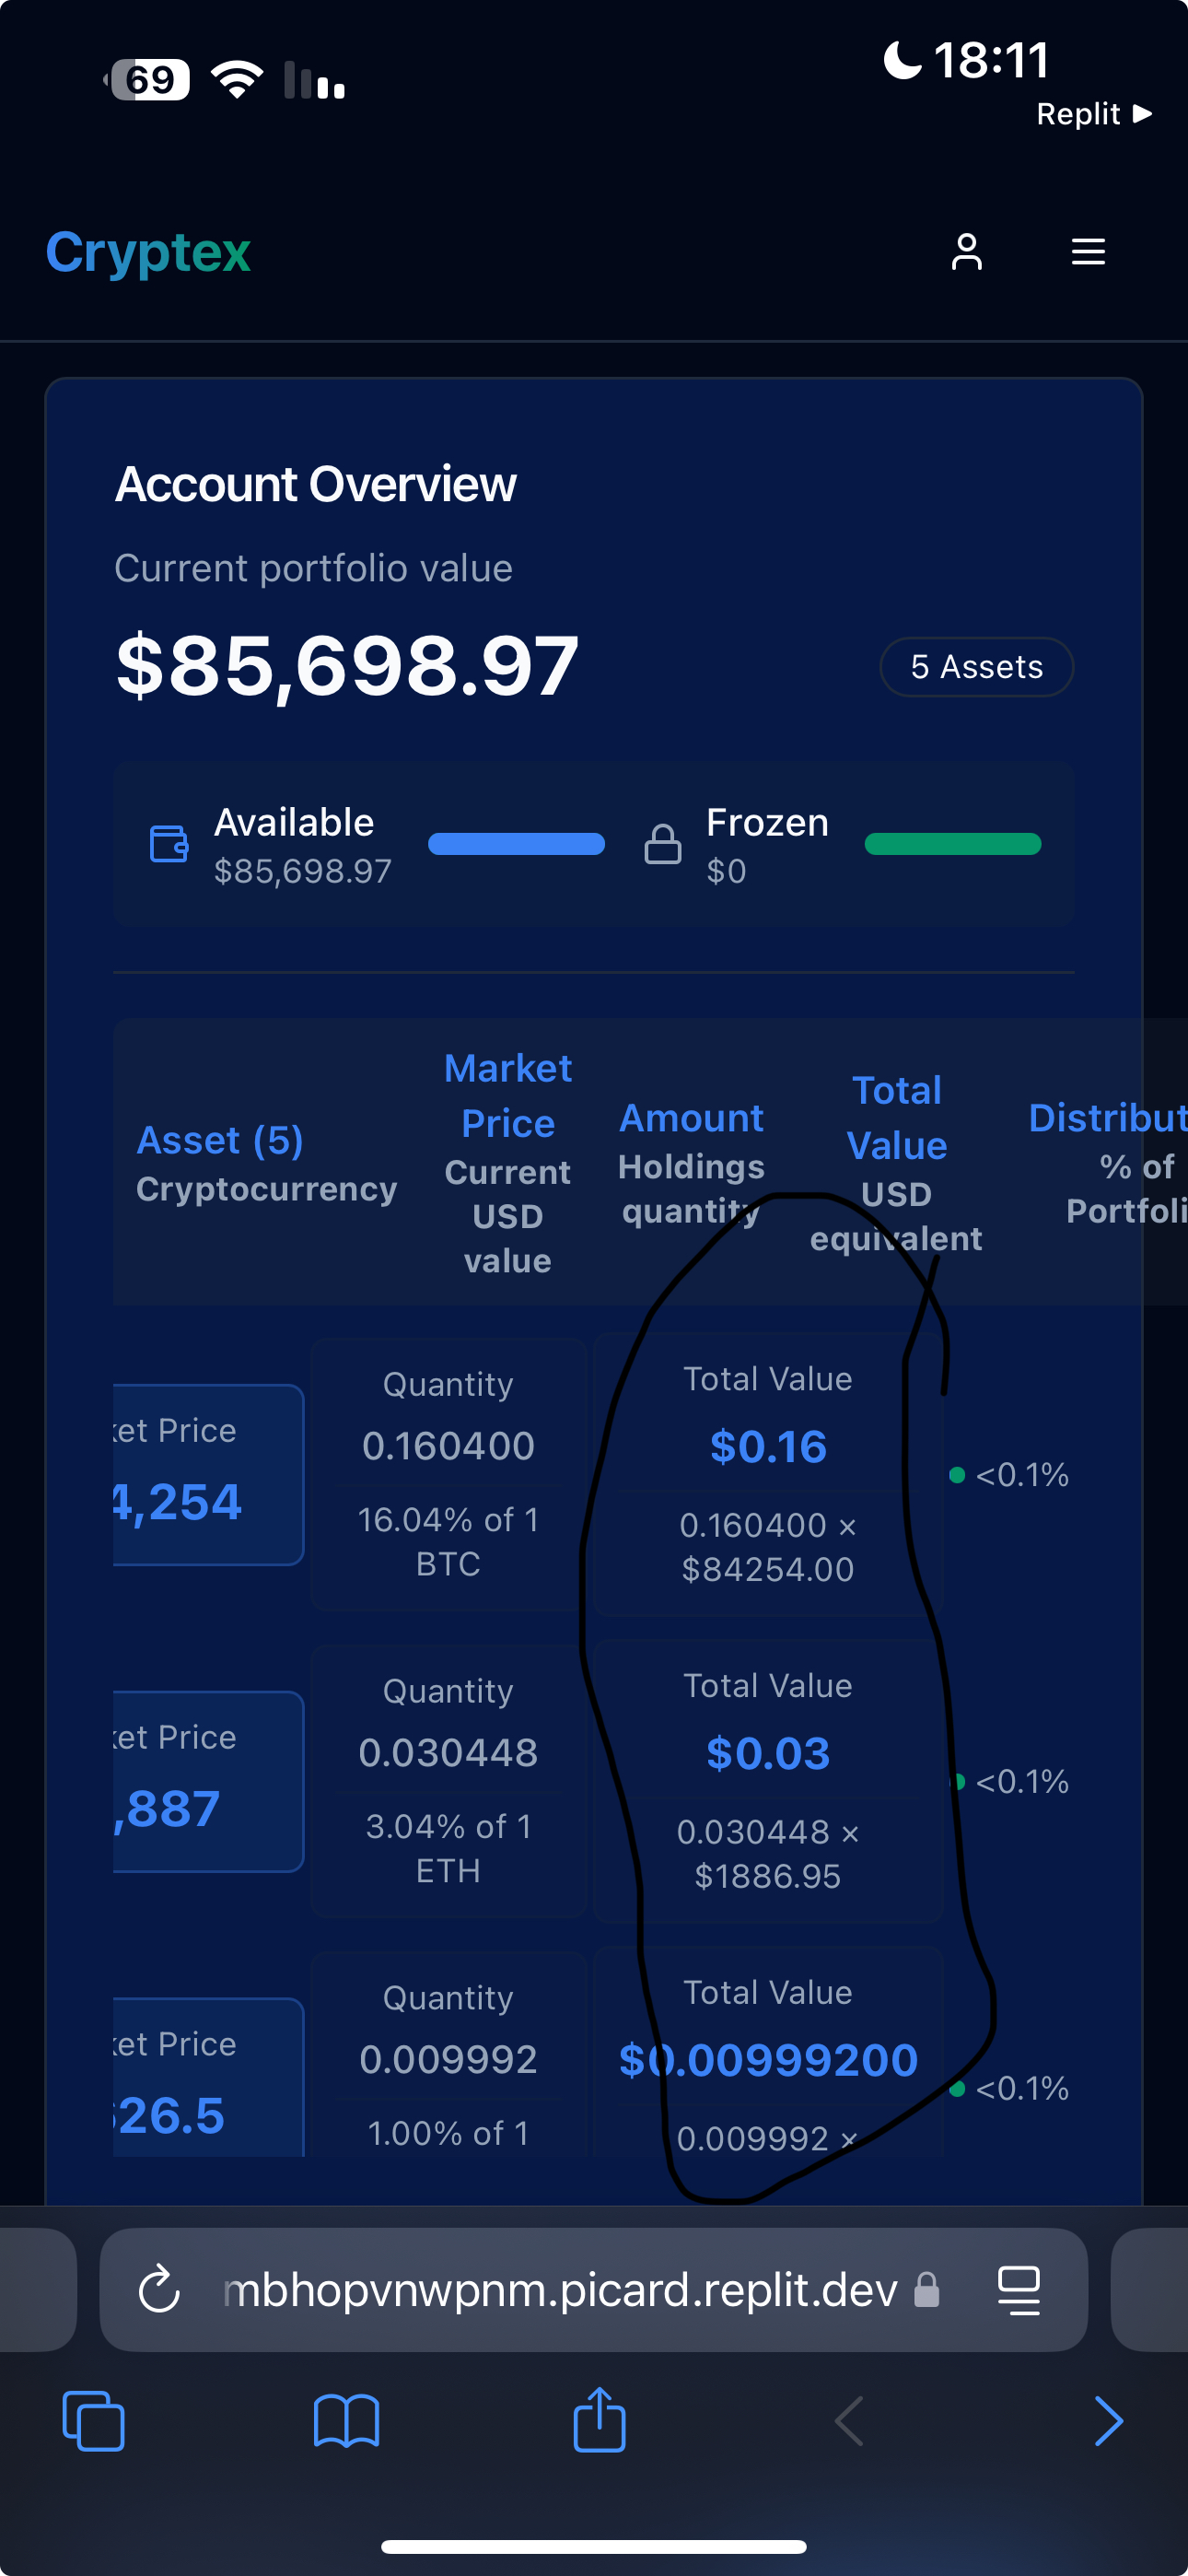 69
18:11
Replit ▶
Cryptex
Account Overview
Current portfolio value
$85,698.97
5 Assets
Available
$85,698.97
Frozen
$0
Asset (5)
Cryptocurrency
Market
Price
Current
USD
value
Amount
Holdings
quantity
Total
Value
USD
equivalent
Distribut
% of
Portfoli
ket Price
4,254
Quantity
0.160400
16.04% of 1
BTC
Total Value
$0.16
0.160400 ×
$84254.00
<0.1%
ket Price
,887
Quantity
0.030448
3.04% of 1
ETH
Total Value
$0.03
0.030448 ×
$1886.95
<0.1%
ket Price
26.5
Quantity
0.009992
1.00% of 1
Total Value
$0.00999200
0.009992 ×
<0.1%
mbhopvnwpnm.picard.replit.dev